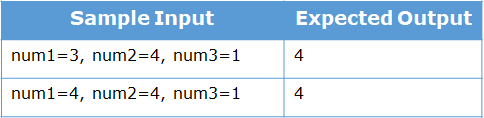 Sample Input Expected Output
num1=3, num2=4, num3=1 4
num1=4, num2=4, num3=1 4